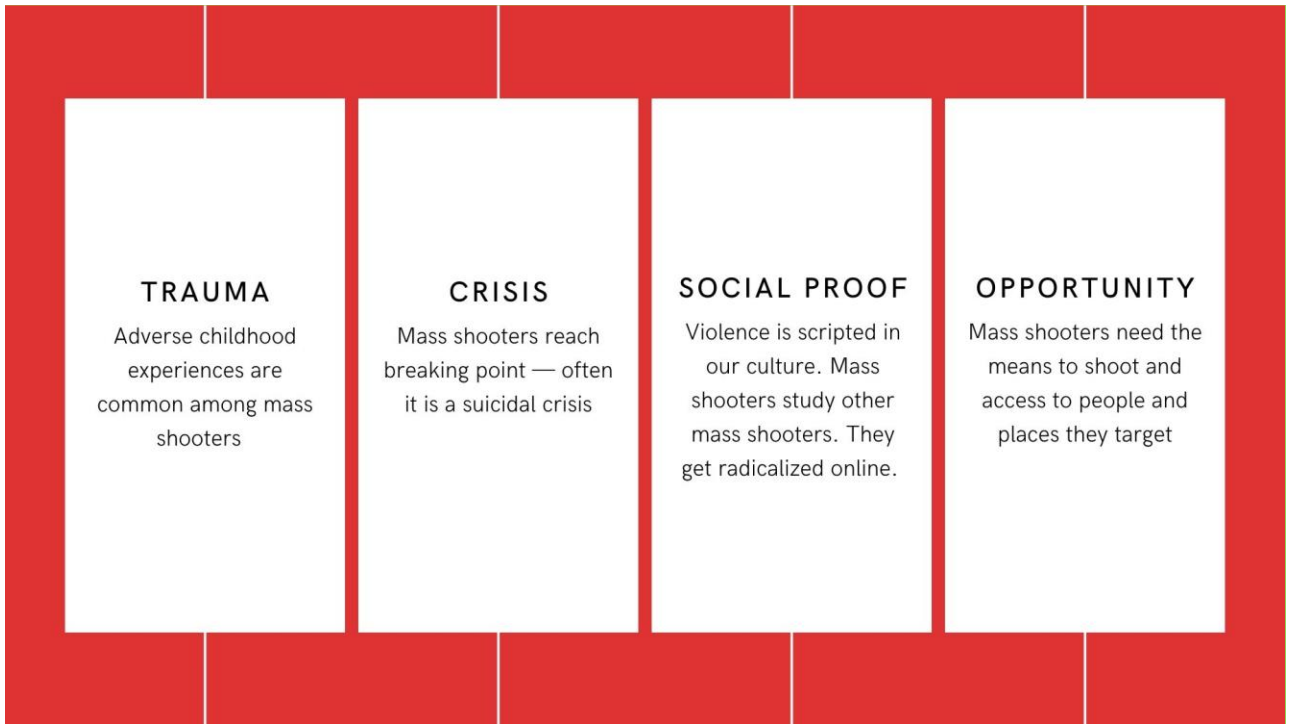 TRAUMA
Adverse childhood
experiences are
common among mass
shooters
CRISIS
Mass shooters reach
breaking point — often
it is a suicidal crisis
SOCIAL PROOF
Violence is scripted in
our culture. Mass
shooters study other
mass shooters. They
get radicalized online.
OPPORTUNITY
Mass shooters need the
means to shoot and
access to people and
places they target